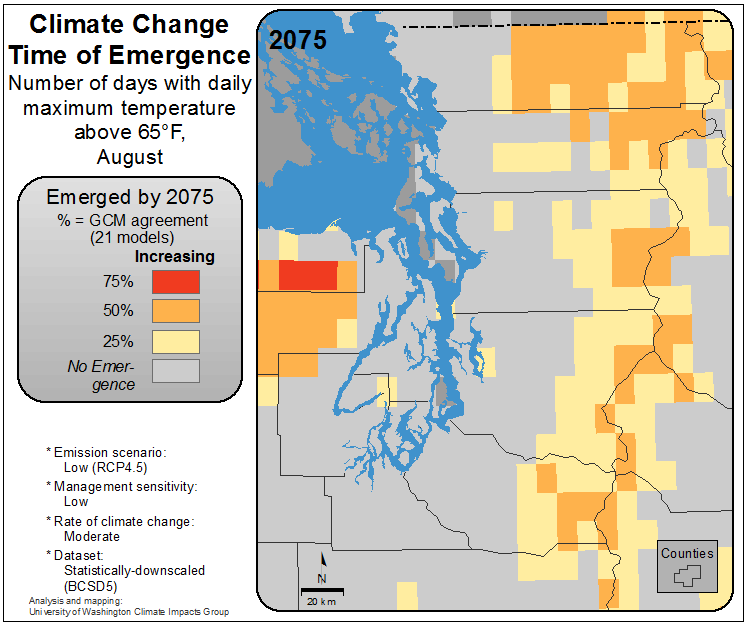 Climate Change
Time of Emergence
Number of days with daily
maximum temperature
above 65°F,
August
Emerged by 2075
% = GCM agreement
(21 models)
Increasing
75%
50%
25%
No Emer-
gence
* Emission scenario:
Low (RCP4.5)
* Management sensitivity:
Low
* Rate of climate change:
Moderate
* Dataset:
Statistically-downscaled
(BCSD5)
Analysis and mapping:
University of Washington Climate Impacts Group
2075
N
20 km
Counties